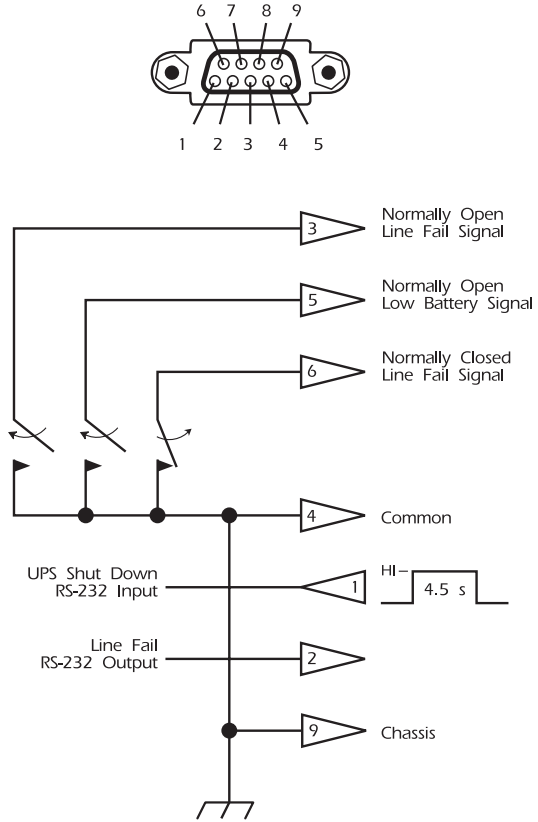 6 7 8 9
1 2 3 4 5
3 Normally Open
Line Fail Signal
5 Normally Open
Low Battery Signal
6 Normally Closed
Line Fail Signal
4 Common
UPS Shut Down
RS-232 Input
1
HI
4.5 s
Line Fail
RS-232 Output
2
9 Chassis